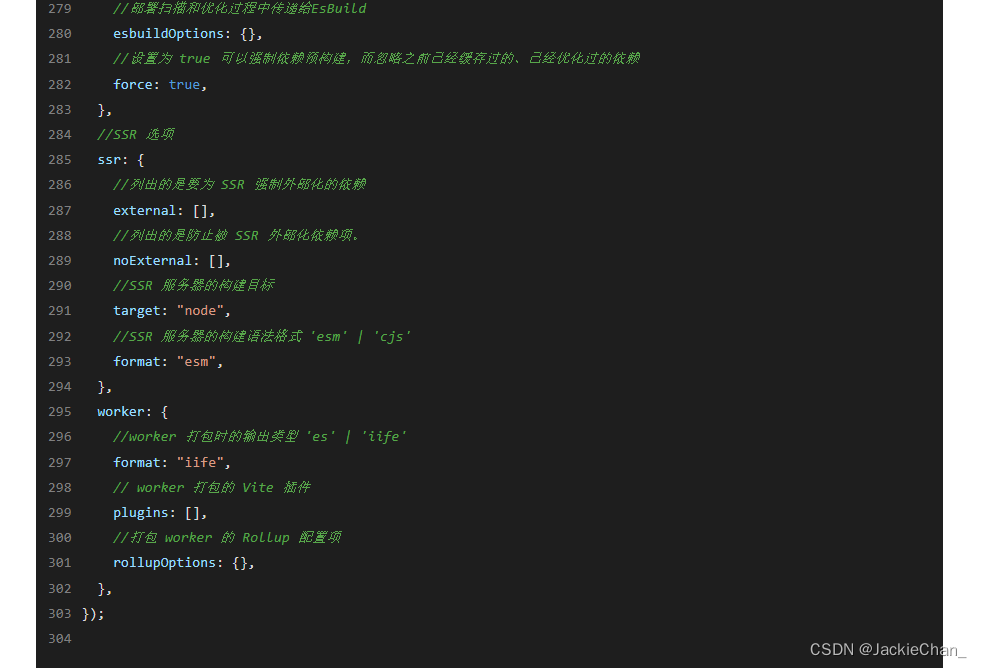 279 //部署扫描和优化过程中传递给EsBuild
280 esbuildOptions: {},
281 //设置为 true 可以强制依赖预构建，而忽略之前已经缓存过的、已经优化过的依赖
282 force: true,
283 },
284 //SSR 选项
285 ssr: {
286 //列出的是要为 SSR 强制外部化的依赖
287 external: [],
288 //列出的是防止被 SSR 外部化依赖项。
289 noExternal: [],
290 //SSR 服务器的构建目标
291 target: "node",
292 //SSR 服务器的构建语法格式 'esm' | 'cjs'
293 format: "esm",
294 },
295 worker: {
296 //worker 打包时的输出类型 'es' | 'iife'
297 format: "iife",
298 // worker 打包的 Vite 插件
299 plugins: [],
300 //打包 worker 的 Rollup 配置项
301 rollupOptions: {},
302 },
303 });
304
CSDN @JackieChan_